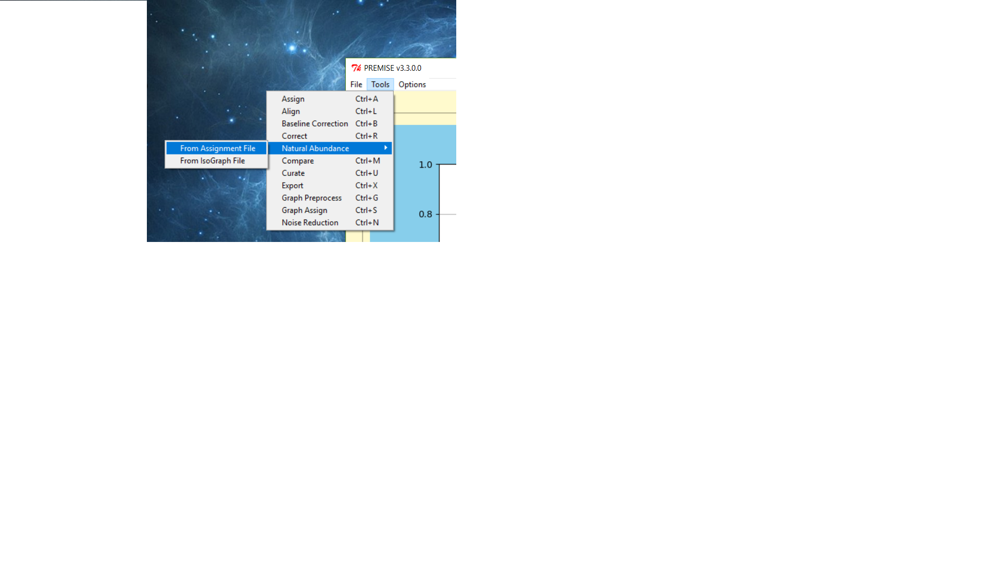 PREMISE v3.3.0.0
File Tools Options
Assign Ctrl+A
Align Ctrl+L
Baseline Correction Ctrl+B
Correct Ctrl+R
Natural Abundance
From Assignment File
From IsoGraph File
Compare Ctrl+M
Curate Ctrl+U
Export Ctrl+X
Graph Preprocess Ctrl+G
Graph Assign Ctrl+S
Noise Reduction Ctrl+N
1.0
0.8